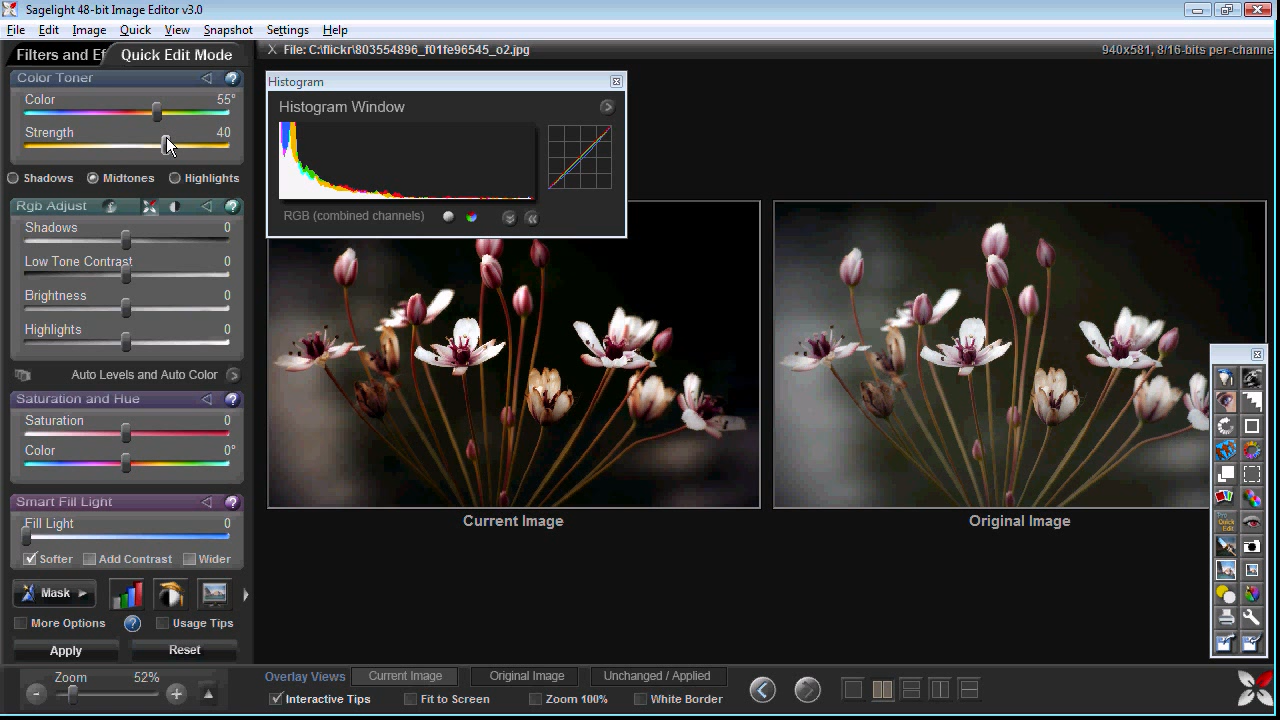 Sagelight 48-bit Image Editor v3.0
File Edit Image Quick View Snapshot Settings Help
Filters and Ef Quick Edit Mode
X File: C:\flickr\803554896_f01fe96545_o2.jpg 940x581, 8/16-bits per-channe
Color Toner
Color 55°
Strength 40
Shadows Midtones Highlights
Rgb Adjust
Shadows 0
Low Tone Contrast 0
Brightness 0
Highlights 0
Auto Levels and Auto Color
Saturation and Hue
Saturation 0
Color 0°
Smart Fill Light
Fill Light 0
Softer Add Contrast Wider
Mask
More Options Usage Tips
Apply Reset
Zoom 52%
Histogram
Histogram Window
RGB (combined channels)
Current Image
Original Image
Quick
Edit
Overlay Views Current Image Original Image Unchanged / Applied
Interactive Tips Fit to Screen Zoom 100% White Border